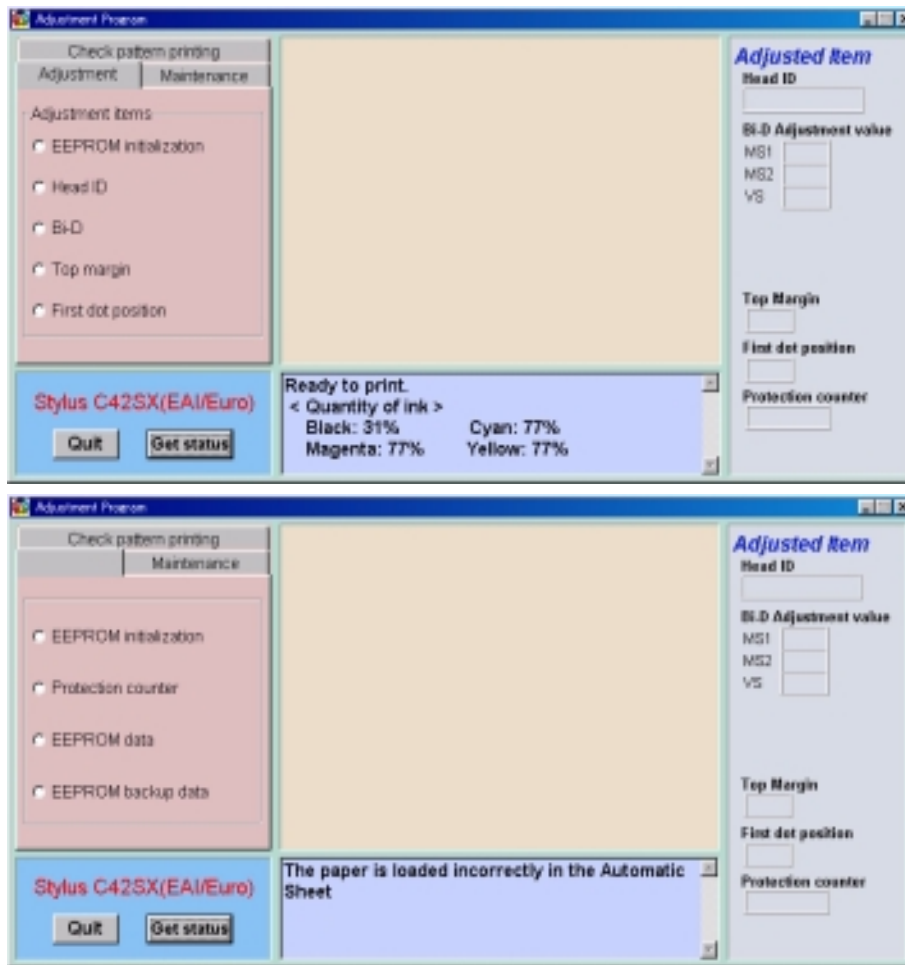 Adjustment Program
Check pattern printing
Adjustment Maintenance
Adjustment items
EEPROM initialization
Head ID
Bi-D
Top margin
First dot position
Stylus C42SX(EAI/Euro)
Quit Get status
Ready to print.
< Quantity of ink >
Black: 31% Cyan: 77%
Magenta: 77% Yellow: 77%
Adjusted Item
Head ID
Bi-D Adjustment value
MS1
MS2
VS
Top Margin
First dot position
Protection counter
Adjustment Program
Check pattern printing
Maintenance
EEPROM initialization
Protection counter
EEPROM data
EEPROM backup data
Stylus C42SX(EAI/Euro)
Quit Get status
The paper is loaded incorrectly in the Automatic
Sheet
Adjusted Item
Head ID
Bi-D Adjustment value
MS1
MS2
VS
Top Margin
First dot position
Protection counter